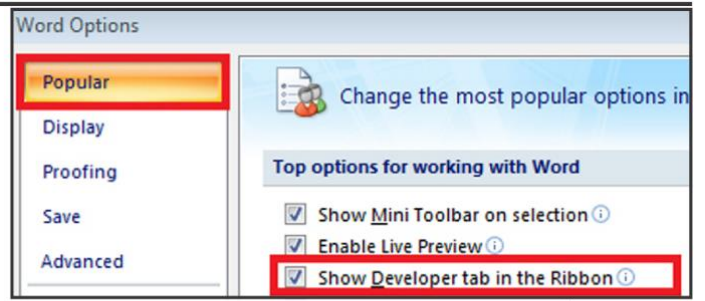 Word Options
Popular
Display
Proofing
Save
Advanced
Change the most popular options in
Top options for working with Word
Show Mini Toolbar on selection
Enable Live Preview
Show Developer tab in the Ribbon